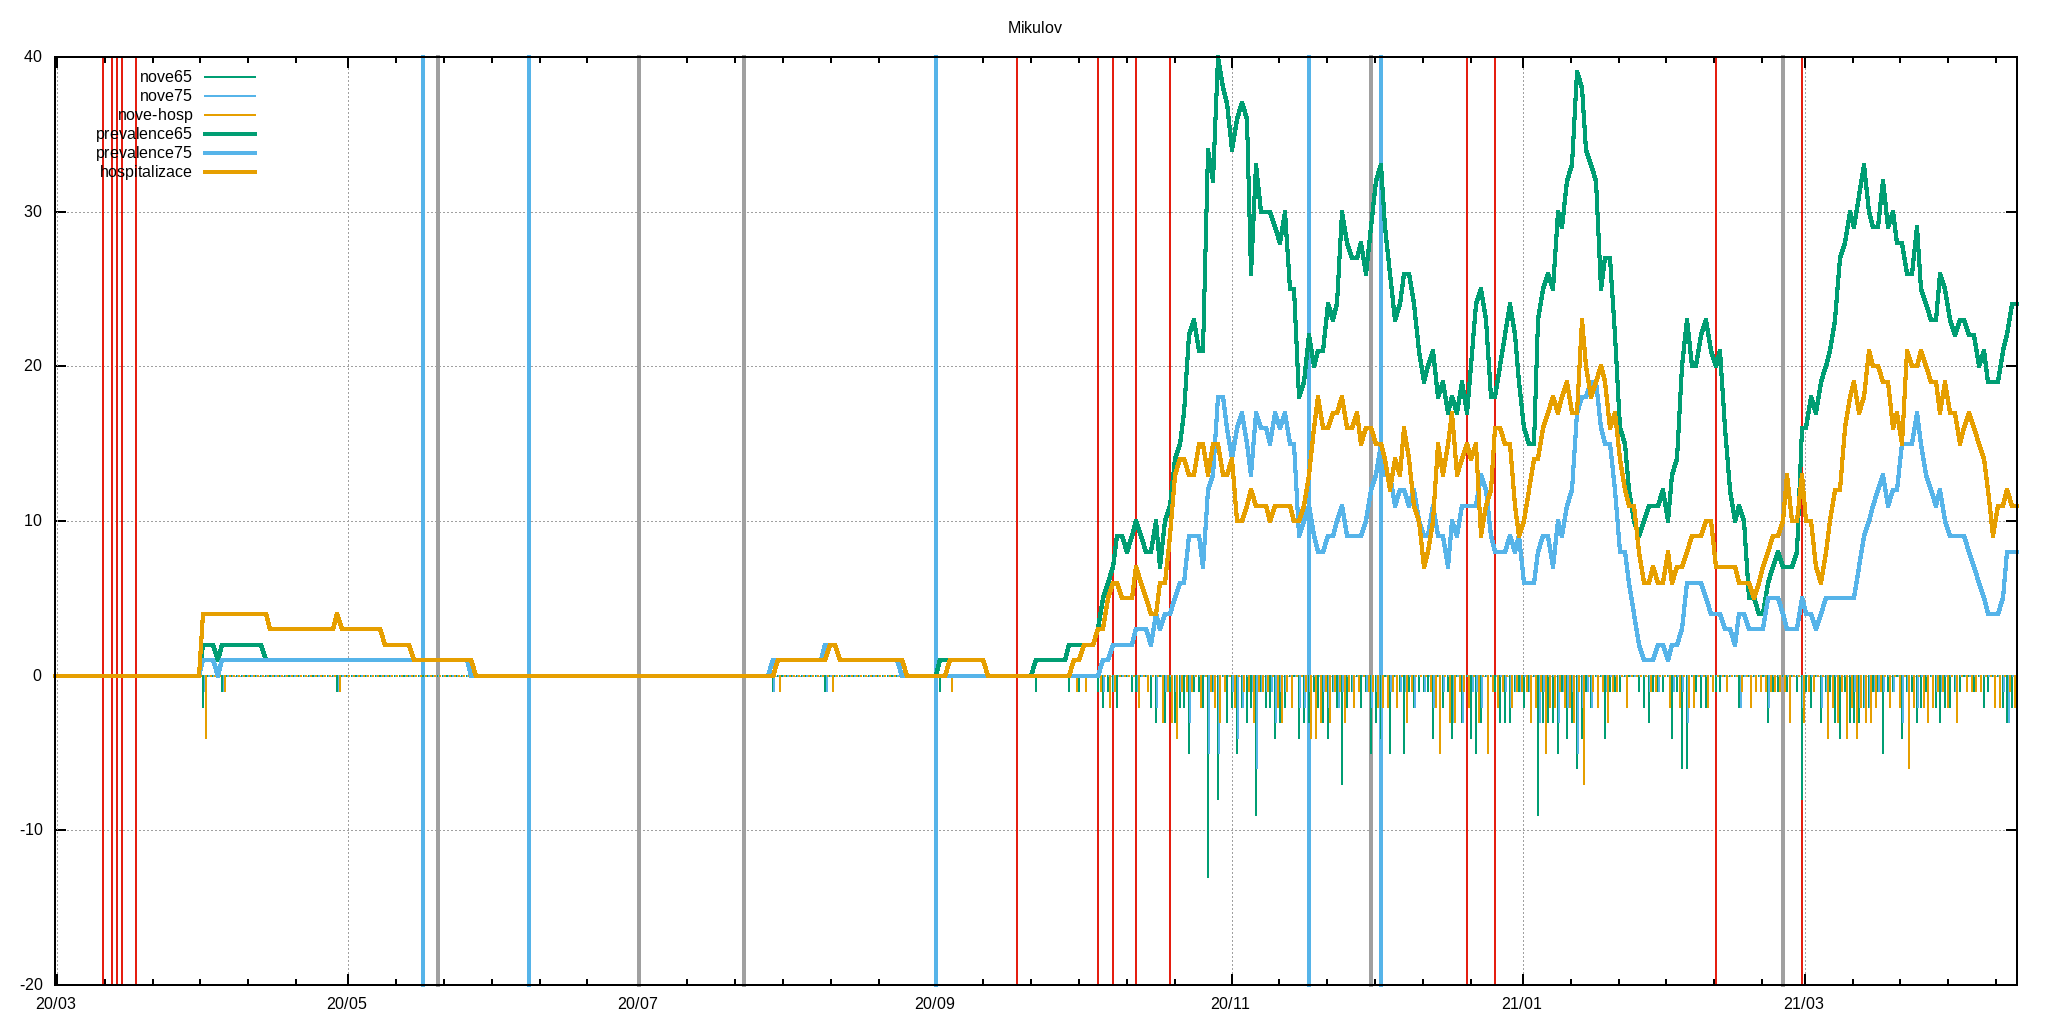 Mikulov
40
30
20
10
0
-10
-20
nove65
nove75
nove-hosp
prevalence65
prevalence75
hospitalizace
20/03 20/05 20/07 20/09 20/11 21/01 21/03